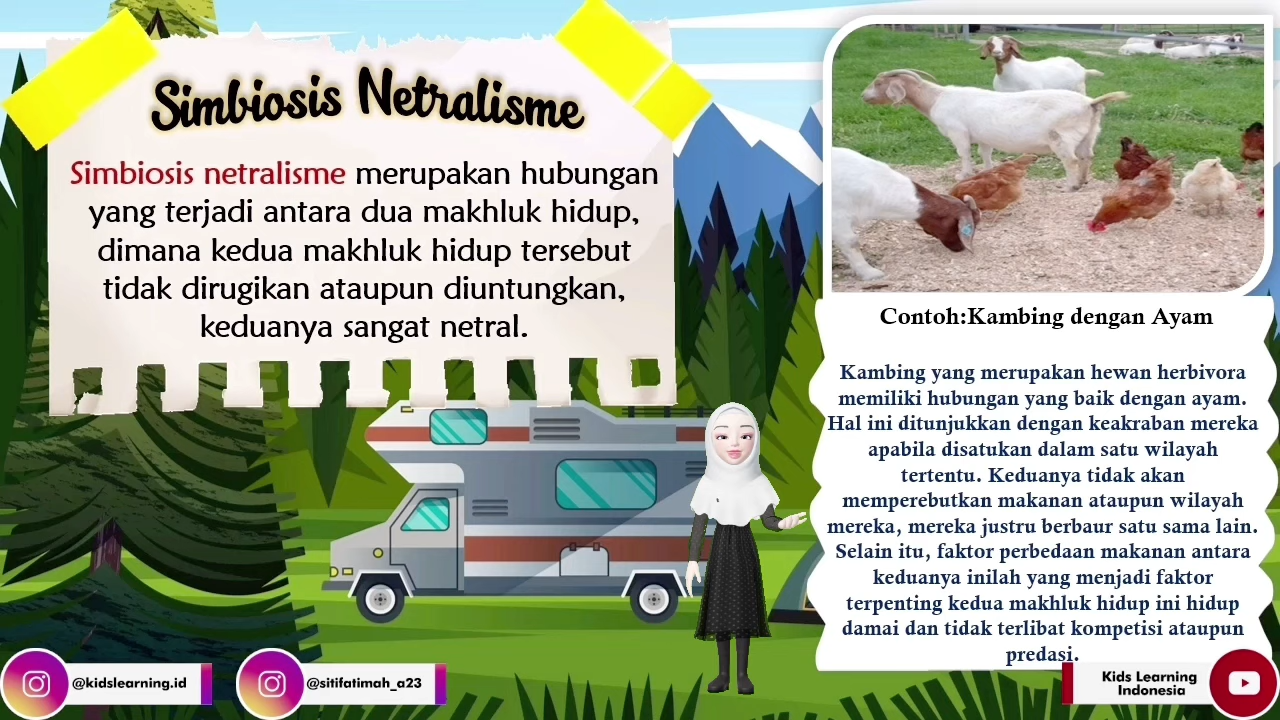 Simbiosis Netralisme
Simbiosis netralisme merupakan hubungan
yang terjadi antara dua makhluk hidup,
dimana kedua makhluk hidup tersebut
tidak dirugikan ataupun diuntungkan,
keduanya sangat netral.
Contoh:Kambing dengan Ayam
Kambing yang merupakan hewan herbivora
memiliki hubungan yang baik dengan ayam.
Hal ini ditunjukkan dengan keakraban mereka
apabila disatukan dalam satu wilayah
tertentu. Keduanya tidak akan
memperebutkan makanan ataupun wilayah
mereka, mereka justru berbaur satu sama lain.
Selain itu, faktor perbedaan makanan antara
keduanya inilah yang menjadi faktor
terpenting kedua makhluk hidup ini hidup
damai dan tidak terlibat kompetisi ataupun
predasi.
@kidslearning.id
@sitifatimah_a23
Kids Learning
Indonesia